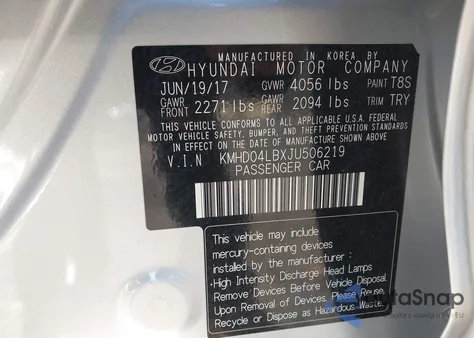 MANUFACTURED IN KOREA BY
HYUNDAI MOTOR COMPANY
JUN/19/17 GVWR 4056 lbs PAINT T8S
GAWR FRONT 2271 lbs GAWR REAR 2094 lbs TRIM TRY
THIS VEHICLE CONFORMS TO ALL APPLICABLE U.S.A. FEDERAL
MOTOR VEHICLE SAFETY, BUMPER, AND THEFT PREVENTION STANDARDS
IN EFFECT ON THE DATE OF MANUFACTURE SHOWN ABOVE.
V.I.N KMHD04LBXJU506219
PASSENGER CAR
This vehicle may include
mercury-containing devices
installed by the manufacturer:
· High Intensity Discharge Head Lamps
Remove Devices Before Vehicle Disposal.
Upon Removal of Devices, Please Reuse,
Recycle or Dispose as Hazardous Waste.
AutoSnap